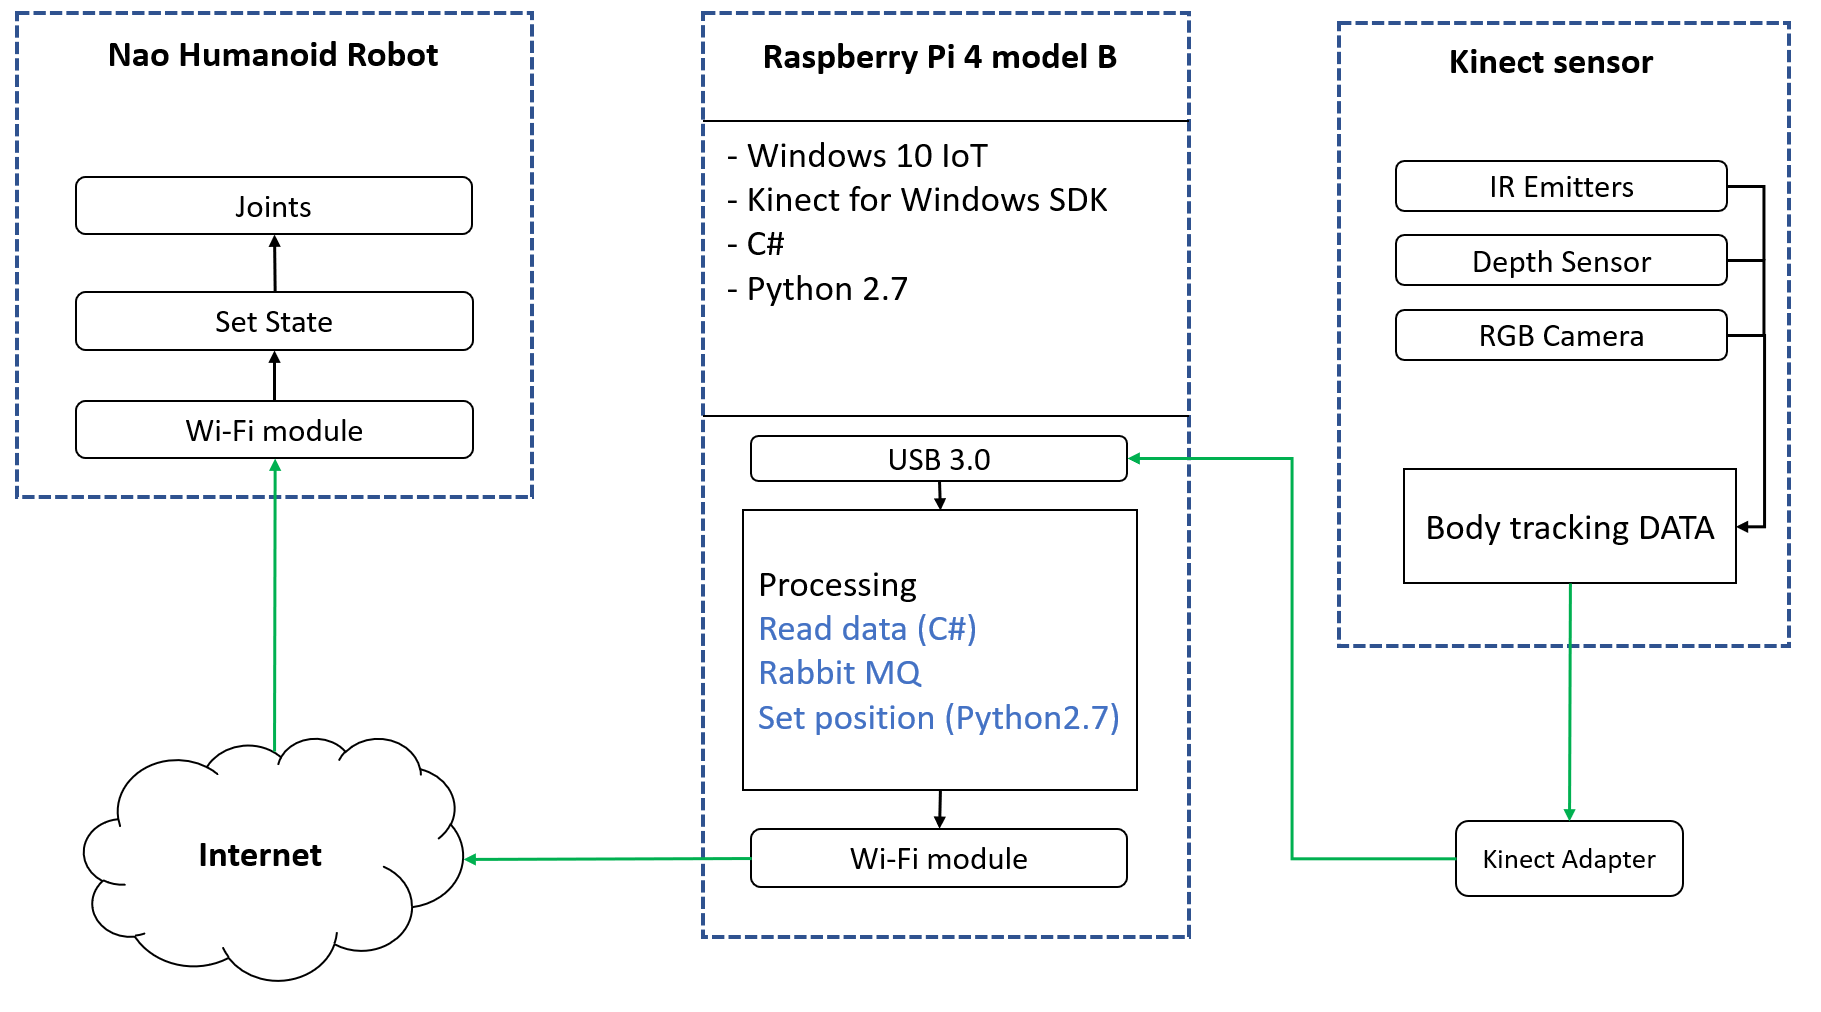 Nao Humanoid Robot
Joints
Set State
Wi-Fi module
Internet
Raspberry Pi 4 model B
- Windows 10 IoT
- Kinect for Windows SDK
- C#
- Python 2.7
USB 3.0
Processing
Read data (C#)
Rabbit MQ
Set position (Python2.7)
Wi-Fi module
Kinect sensor
IR Emitters
Depth Sensor
RGB Camera
Body tracking DATA
Kinect Adapter